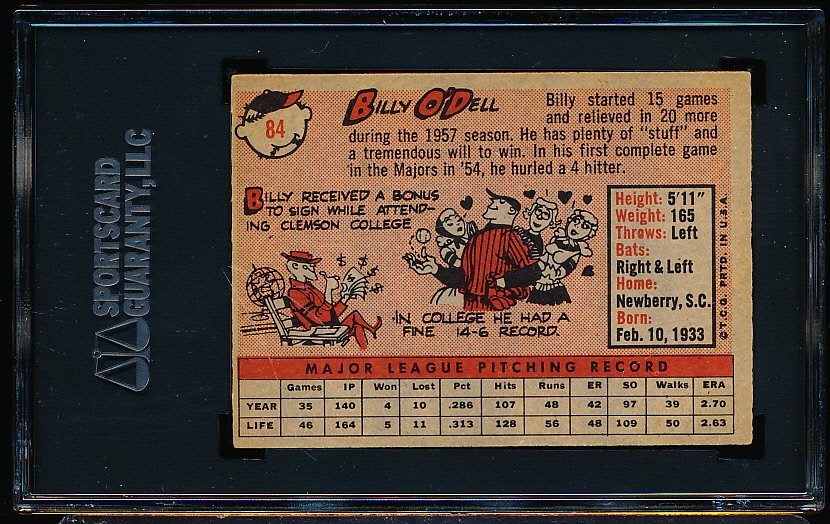 SPORTSCARD
GUARANTY, LLC
84
BILLY O'DELL
Billy started 15 games
and relieved in 20 more
during the 1957 season. He has plenty of "stuff" and
a tremendous will to win. In his first complete game
in the Majors in '54, he hurled a 4 hitter.
BILLY RECEIVED A BONUS
TO SIGN WHILE ATTEND-
ING CLEMSON COLLEGE
$ $ $ $
IN COLLEGE HE HAD A
FINE 14-6 RECORD.
Height: 5'11"
Weight: 165
Throws: Left
Bats:
Right & Left
Home:
Newberry, S.C.
Born:
Feb. 10, 1933
© T.C.G. PRTD. IN U.S.A.
MAJOR LEAGUE PITCHING RECORD
Games IP Won Lost Pct Hits Runs ER SO Walks ERA
YEAR 35 140 4 10 .286 107 48 42 97 39 2.70
LIFE 46 164 5 11 .313 128 56 48 109 50 2.63